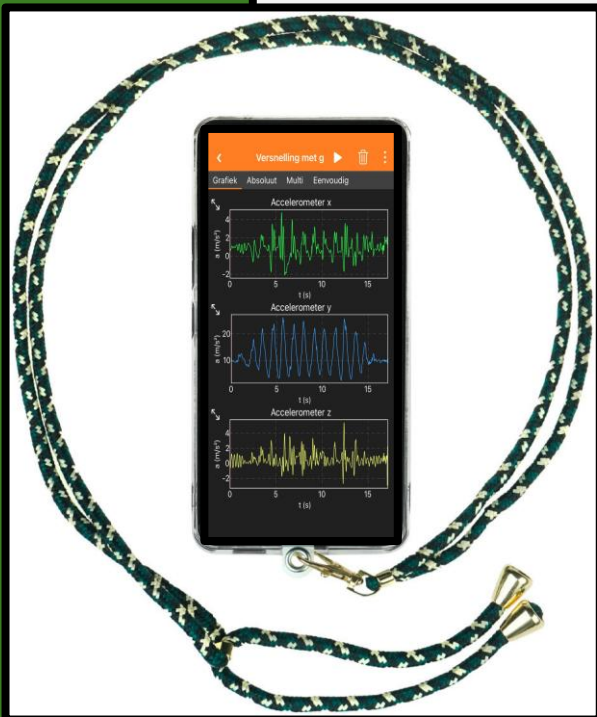 Versnelling met g
Grafiek Absoluut Multi Eenvoudig
Accelerometer x
a (m/s²)
4
2
0
-2
0 5 10 15
t (s)
Accelerometer y
a (m/s²)
20
10
0 5 10 15
t (s)
Accelerometer z
a (m/s²)
4
2
0
-2
0 5 10 15
t (s)